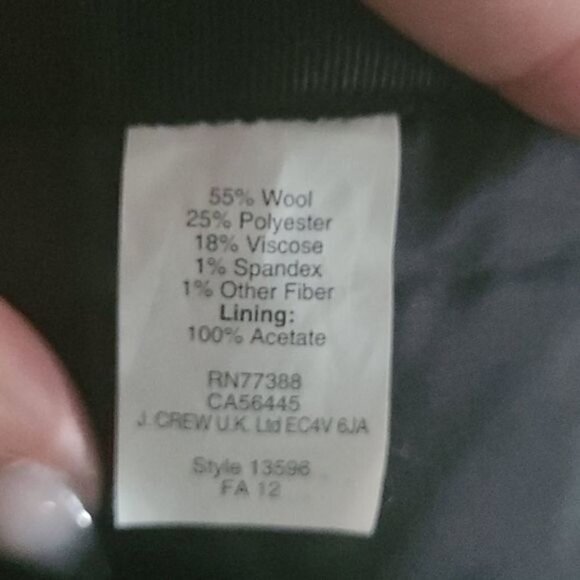 55% Wool
25% Polyester
18% Viscose
1% Spandex
1% Other Fiber
Lining:
100% Acetate
RN77388
CA56445
J. CREW U.K. Ltd EC4V 6JA
Style 13596
FA 12